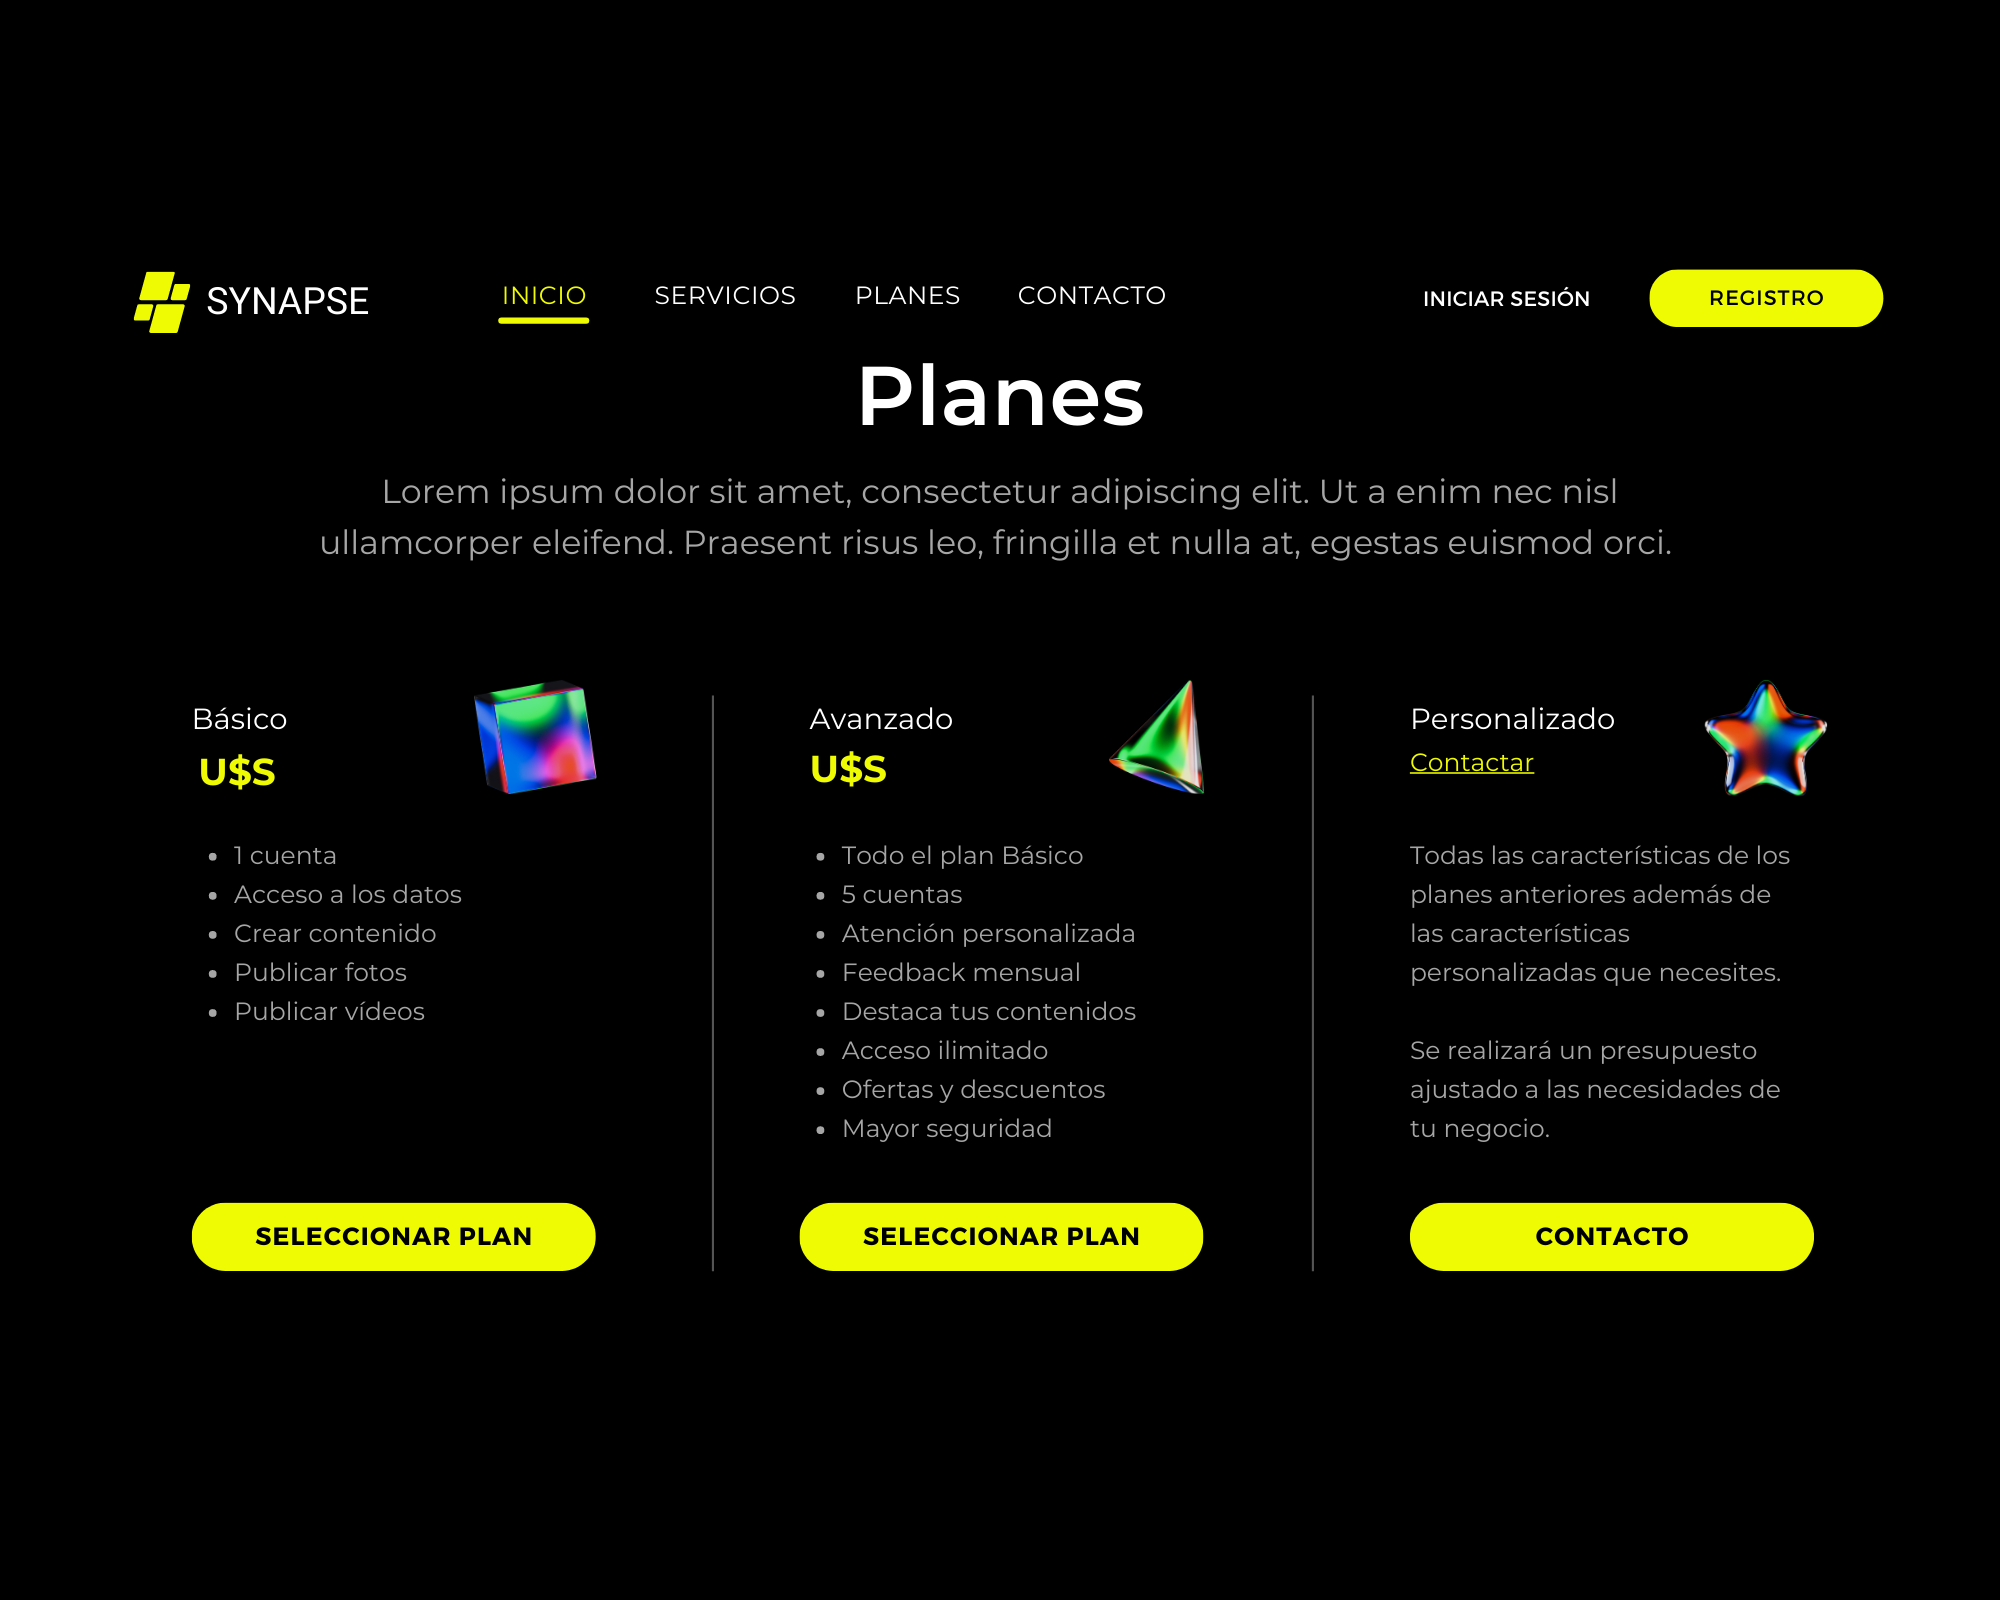 SYNAPSE
INICIO
SERVICIOS
PLANES
CONTACTO
INICIAR SESIÓN
REGISTRO
Planes
Lorem ipsum dolor sit amet, consectetur adipiscing elit. Ut a enim nec nisl
ullamcorper eleifend. Praesent risus leo, fringilla et nulla at, egestas euismod orci.
Básico
U$S
• 1 cuenta
• Acceso a los datos
• Crear contenido
• Publicar fotos
• Publicar vídeos
SELECCIONAR PLAN
Avanzado
U$S
• Todo el plan Básico
• 5 cuentas
• Atención personalizada
• Feedback mensual
• Destaca tus contenidos
• Acceso ilimitado
• Ofertas y descuentos
• Mayor seguridad
SELECCIONAR PLAN
Personalizado
Contactar
Todas las características de los
planes anteriores además de
las características
personalizadas que necesites.
Se realizará un presupuesto
ajustado a las necesidades de
tu negocio.
CONTACTO